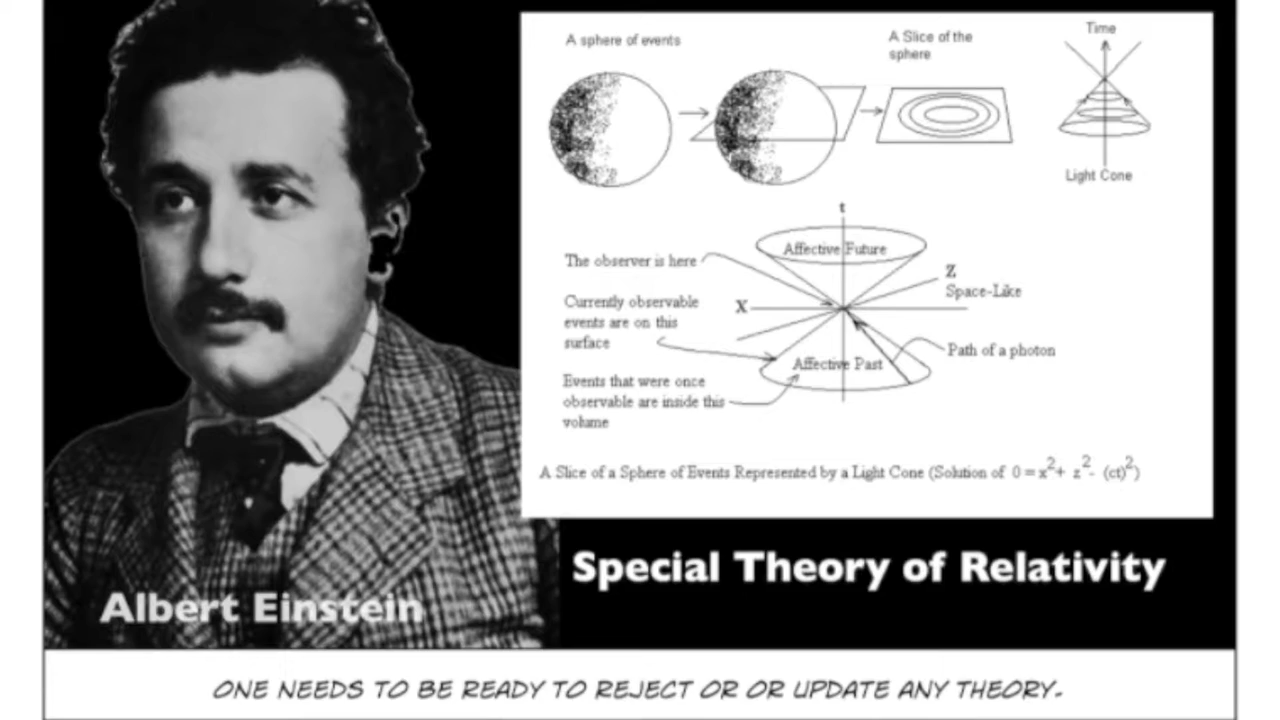 A sphere of events
A Slice of the
sphere
Time
Light Cone
t
Affective Future
The observer is here
Z
Space-Like
X
Currently observable
events are on this
surface
Path of a photon
Affective Past
Events that were once
observable are inside this
volume
A Slice of a Sphere of Events Represented by a Light Cone (Solution of 0 = x²+ z²- (ct)²)
Special Theory of Relativity
Albert Einstein
ONE NEEDS TO BE READY TO REJECT OR OR UPDATE ANY THEORY.